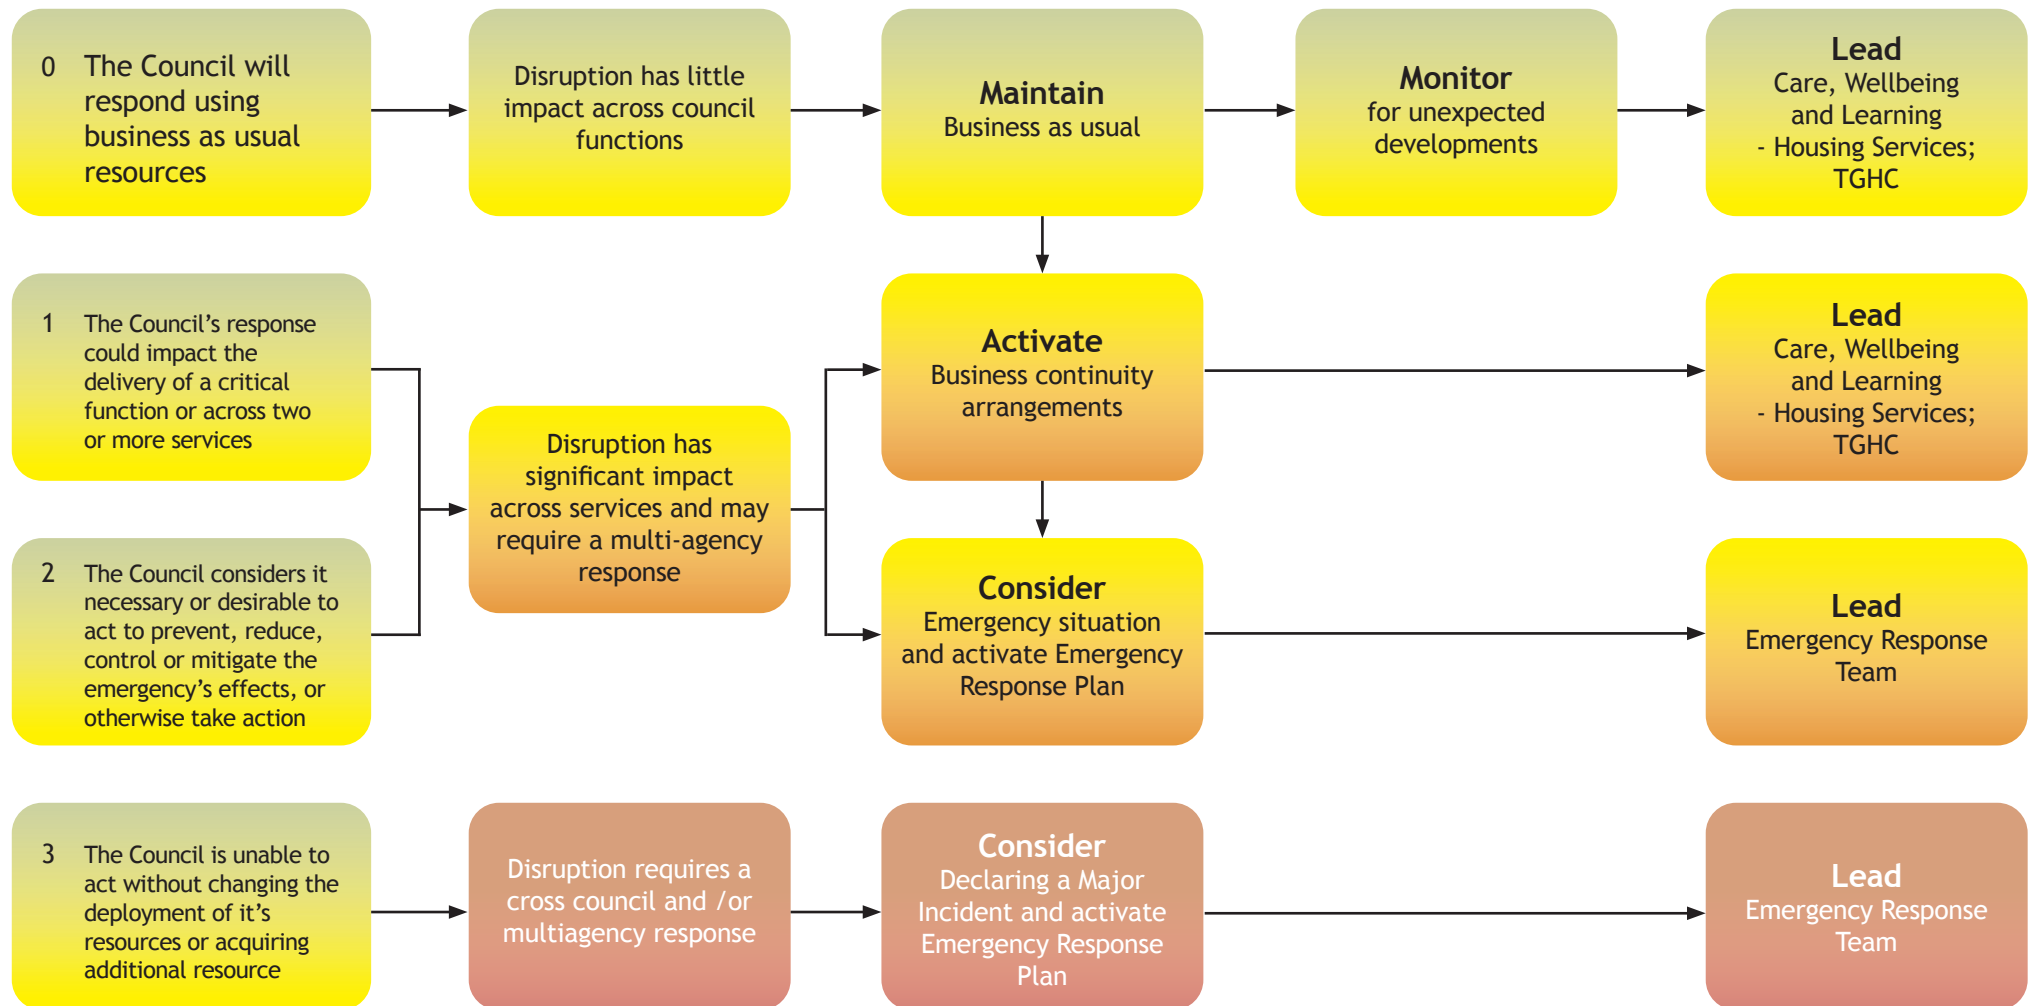 0 The Council will
respond using
business as usual
resources
Disruption has little
impact across council
functions
Maintain
Business as usual
Monitor
for unexpected
developments
Lead
Care, Wellbeing
and Learning
- Housing Services;
TGHC
1 The Council’s response
could impact the
delivery of a critical
function or across two
or more services
2 The Council considers it
necessary or desirable to
act to prevent, reduce,
control or mitigate the
emergency’s effects, or
otherwise take action
Disruption has
significant impact
across services and may
require a multi-agency
response
Activate
Business continuity
arrangements
Lead
Care, Wellbeing
and Learning
- Housing Services;
TGHC
Consider
Emergency situation
and activate Emergency
Response Plan
Lead
Emergency Response
Team
3 The Council is unable to
act without changing the
deployment of it’s
resources or acquiring
additional resource
Disruption requires a
cross council and /or
multiagency response
Consider
Declaring a Major
Incident and activate
Emergency Response
Plan
Lead
Emergency Response
Team